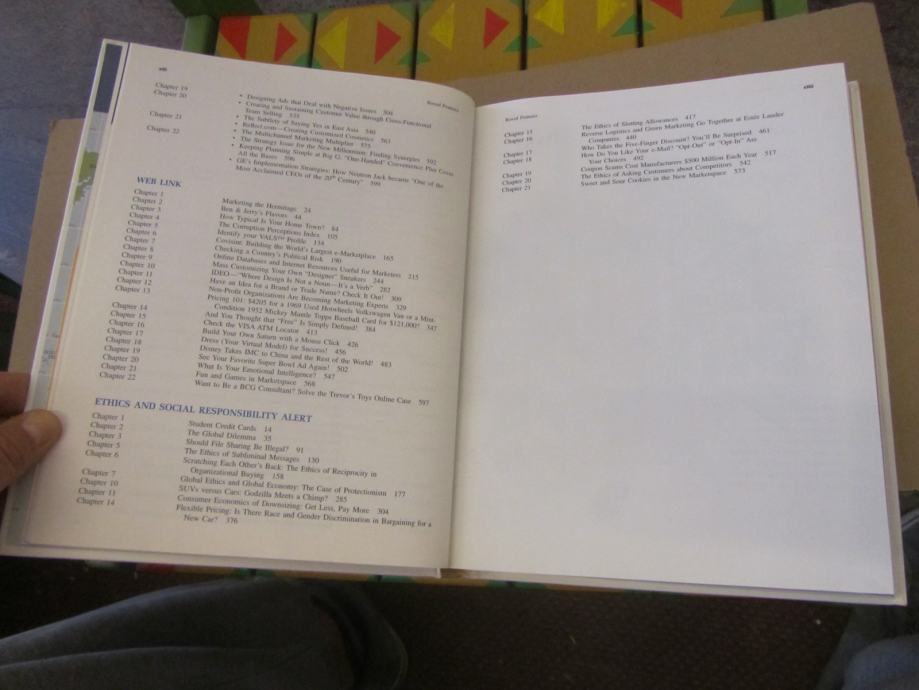 Boxed Features
Chapter 19
• Designing Ads that Deal with Negative Issues 504
Chapter 20
• Creating and Sustaining Customer Value through Cross-Functional
Team Selling 535
• The Subtlety of Saying Yes in East Asia 540
Chapter 21
• Reflect.com—Creating Customized Cosmetics 563
• The Multichannel Marketing Multiplier 575
Chapter 22
• The Strategy Issue for the New Millennium: Finding Synergies 592
• Keeping Planning Simple at Big G: "One-Handed" Convenience Plus Cover
All the Bases 596
• GE's Implementation Strategies: How Neutron Jack became "One of the
Most Acclaimed CEOs of the 20th Century" 599
WEB LINK
Chapter 1 Marketing the Hermitage 24
Chapter 2 Ben & Jerry's Flavors 44
Chapter 3 How Typical Is Your Home Town? 84
Chapter 4 The Corruption Perceptions Index 105
Chapter 5 Identify your VALS™ Profile 134
Chapter 6 Covisint: Building the World's Largest e-Marketplace 165
Chapter 7 Checking a Country's Political Risk 190
Chapter 8 Online Databases and Internet Resources Useful for Marketers 215
Chapter 9 Mass Customizing Your Own "Designer" Sneakers 244
Chapter 10 IDEO—"Where Design Is Not a Noun—It's a Verb" 282
Chapter 11 Have an Idea for a Brand or Trade Name? Check It Out! 309
Chapter 12 Non-Profit Organizations Are Becoming Marketing Experts 329
Chapter 13 Pricing 101: $4205 for a 1969 Used Hotwheels Volkswagen Van or a Mint-
Condition 1952 Mickey Mantle Topps Baseball Card for $121,000? 347
Chapter 14 And You Thought that "Free" Is Simply Defined! 384
Chapter 15 Check the VISA ATM Locator 413
Chapter 16 Build Your Own Saturn with a Mouse Click 426
Chapter 17 Dress (Your Virtual Model) for Success! 456
Chapter 18 Disney Takes IMC to China and the Rest of the World! 483
Chapter 19 See Your Favorite Super Bowl Ad Again! 502
Chapter 20 What Is Your Emotional Intelligence? 547
Chapter 21 Fun and Games in Marketspace 568
Chapter 22 Want to Be a BCG Consultant? Solve the Trevor's Toys Online Case 597
ETHICS AND SOCIAL RESPONSIBILITY ALERT
Chapter 1 Student Credit Cards 14
Chapter 2 The Global Dilemma 35
Chapter 3 Should File Sharing Be Illegal? 91
Chapter 5 The Ethics of Subliminal Messages 130
Chapter 6 Scratching Each Other's Back: The Ethics of Reciprocity in
Organizational Buying 158
Chapter 7 Global Ethics and Global Economy: The Case of Protectionism 177
Chapter 10 SUVs versus Cars: Godzilla Meets a Chimp? 285
Chapter 11 Consumer Economics of Downsizing: Get Less, Pay More 304
Chapter 14 Flexible Pricing: Is There Race and Gender Discrimination in Bargaining for a
New Car? 376
Boxed Features
Chapter 15 The Ethics of Slotting Allowances 417
Chapter 16 Reverse Logistics and Green Marketing Go Together at Estée Lauder
Companies 440
Chapter 17 Who Takes the Five-Finger Discount? You'll Be Surprised 463
Chapter 18 How Do You Like Your e-Mail? "Opt-Out" or "Opt-In" Are
Your Choices 492
Chapter 19 Coupon Scams Cost Manufacturers $500 Million Each Year 517
Chapter 20 The Ethics of Asking Customers about Competitors 542
Chapter 21 Sweet and Sour Cookies in the New Marketspace 573